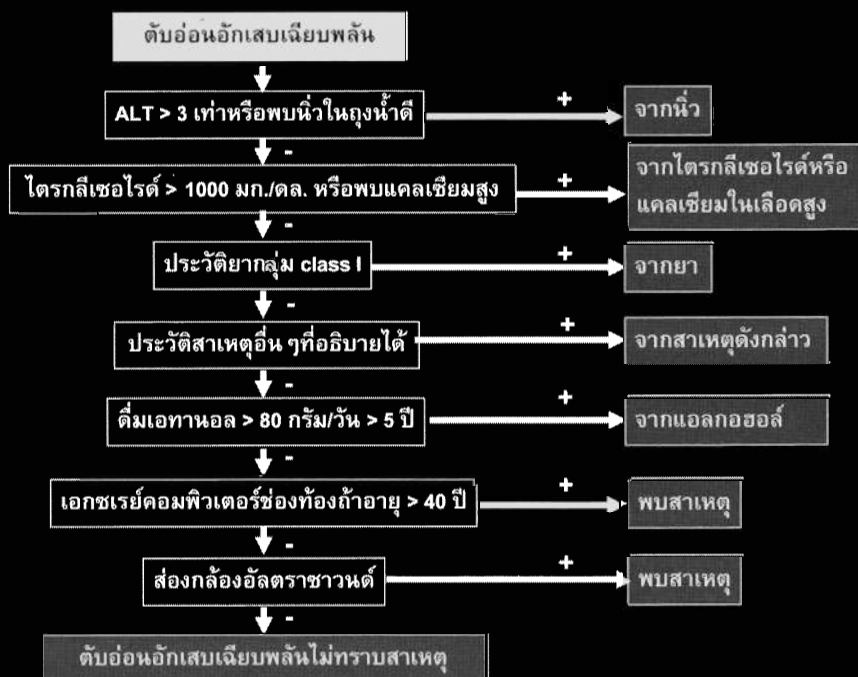 ตับอ่อนอักเสบเฉียบพลัน
ALT > 3 เท่าหรือพบนิ่วในถุงน้ำดี
+
จากนิ่ว
-
ไตรกลีเซอไรด์ > 1000 มก./ดล. หรือพบแคลเซียมสูง
+
จากไตรกลีเซอไรด์หรือ
แคลเซียมในเลือดสูง
-
ประวัติยากลุ่ม class I
+
จากยา
-
ประวัติสาเหตุอื่น ๆที่อธิบายได้
+
จากสาเหตุดังกล่าว
-
ดื่มเอทานอล > 80 กรัม/วัน > 5 ปี
+
จากแอลกอฮอล์
-
เอกซเรย์คอมพิวเตอร์ช่องท้องถ้าอายุ > 40 ปี
+
พบสาเหตุ
-
ส่องกล้องอัลตราซาวนด์
+
พบสาเหตุ
-
ตับอ่อนอักเสบเฉียบพลันไม่ทราบสาเหตุ